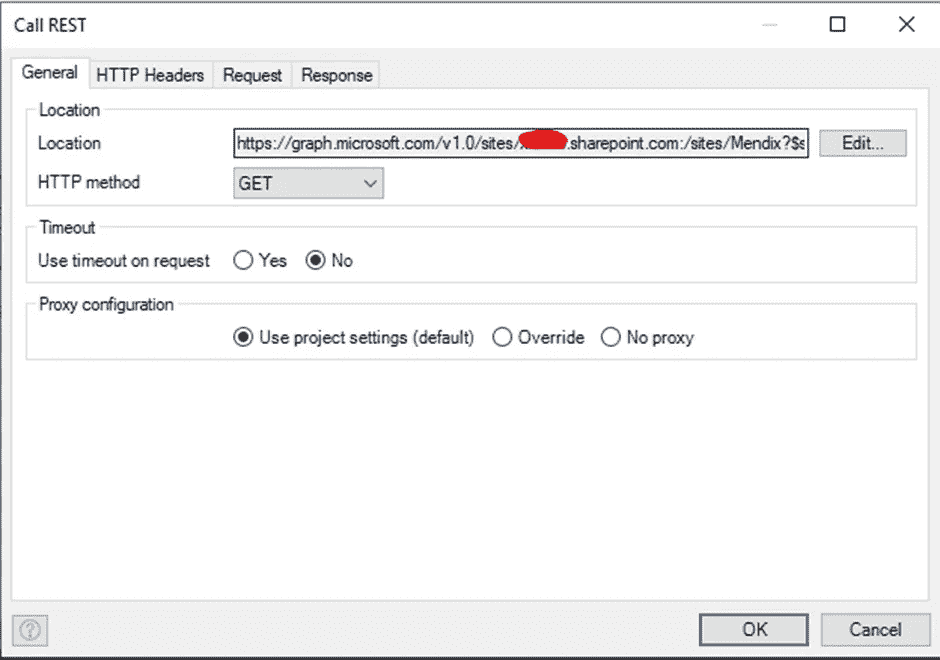 Call REST
General HTTP Headers Request Response
Location
Location https://graph.microsoft.com/v1.0/sites/ .sharepoint.com:/sites/Mendix?$s Edit...
HTTP method GET
Timeout
Use timeout on request Yes No
Proxy configuration
Use project settings (default) Override No proxy
? OK Cancel